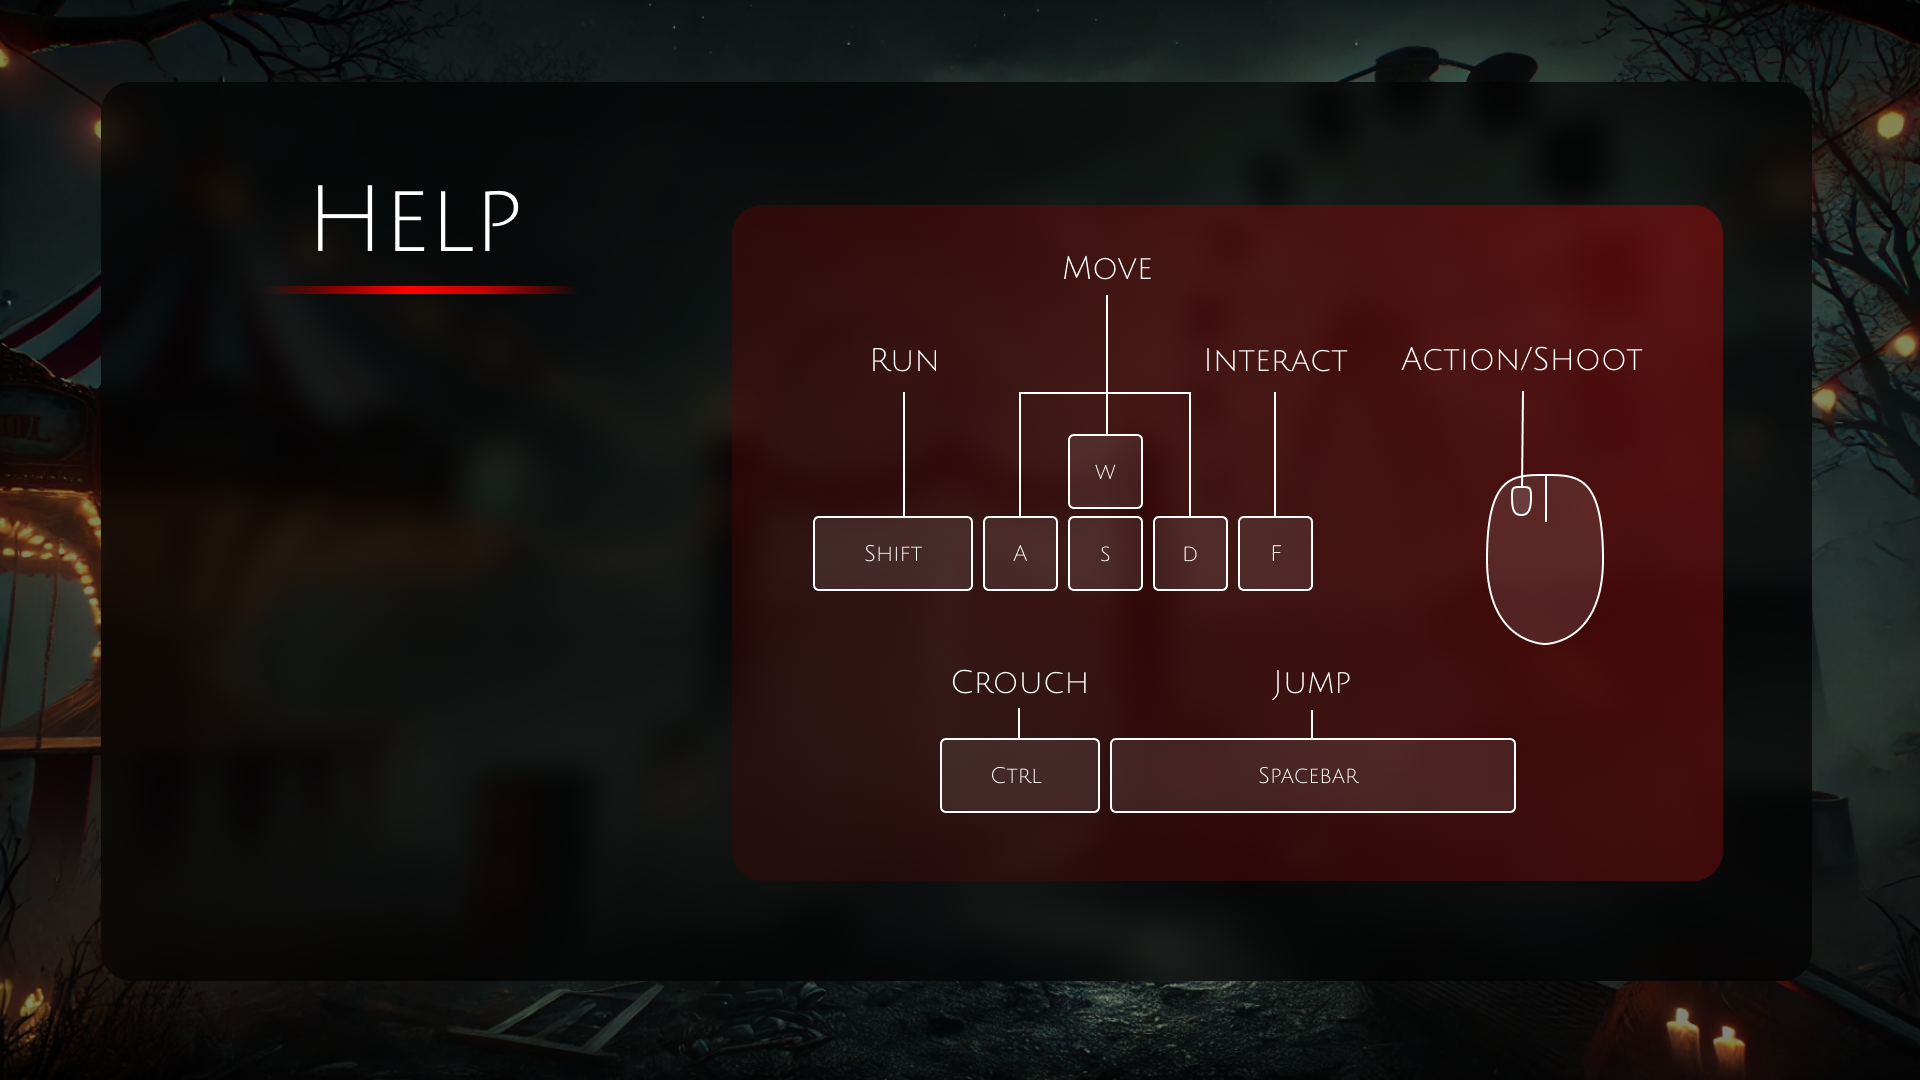 Help
Move
Run
Interact
Action/Shoot
W
Shift
A
S
D
F
Crouch
Jump
Ctrl
Spacebar